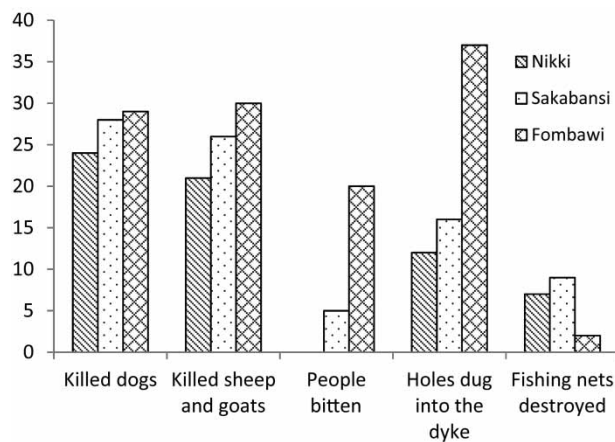 40
35
30
25
20
15
10
5
0
Nikki
Sakabansi
Fombawi
Killed dogs
Killed sheep
and goats
People
bitten
Holes dug
into the
dyke
Fishing nets
destroyed